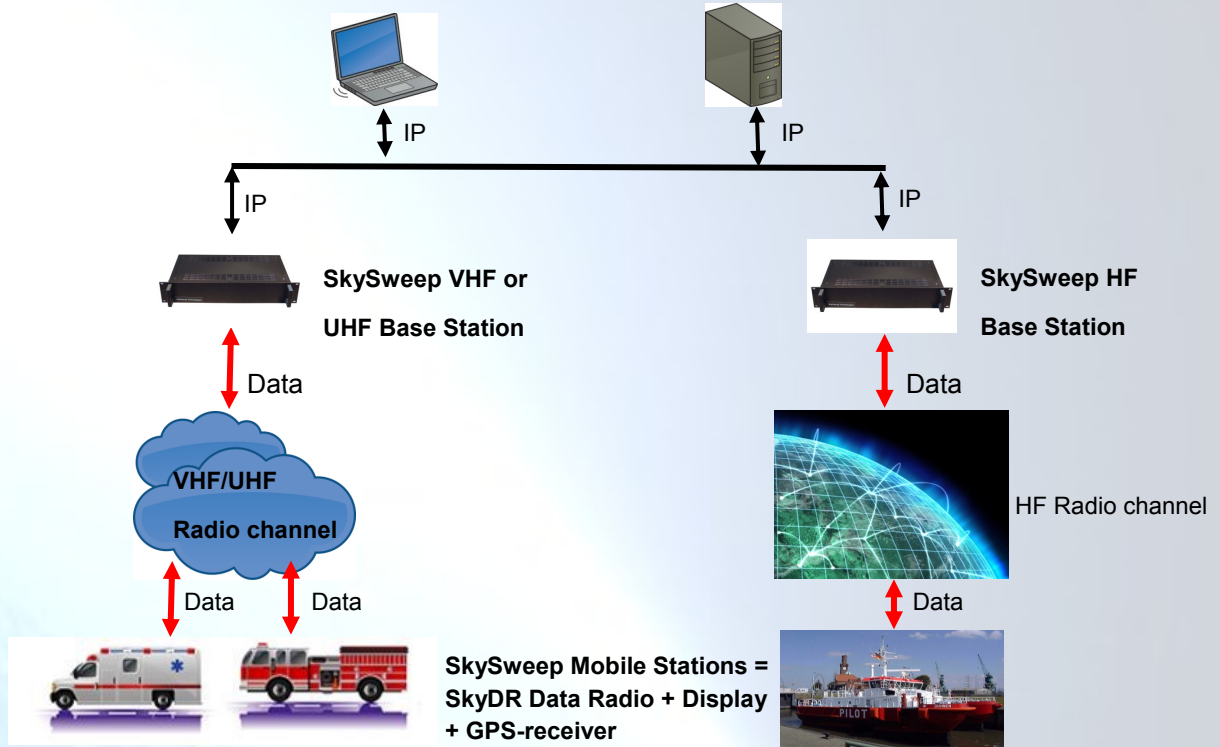 IP
IP
IP
IP
SkySweep VHF or
UHF Base Station
SkySweep HF
Base Station
Data
Data
VHF/UHF
Radio channel
HF Radio channel
Data
Data
Data
SkySweep Mobile Stations =
SkyDR Data Radio + Display
+ GPS-receiver
PILOT